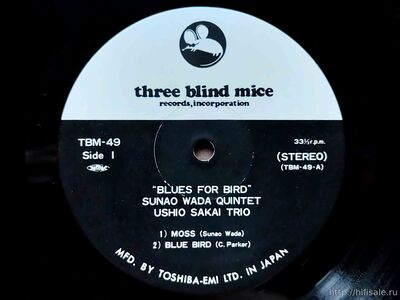 three blind mice
records, incorporation
TBM-49
Side 1
33⅓ r.p.m.
(STEREO)
(TBM-49-A)
"BLUES FOR BIRD"
SUNAO WADA QUINTET
USHIO SAKAI TRIO
1) MOSS (Sunao Wada)
2) BLUE BIRD (C. Parker)
MFD. BY TOSHIBA-EMI LTD. IN JAPAN
http://hifisale.ru